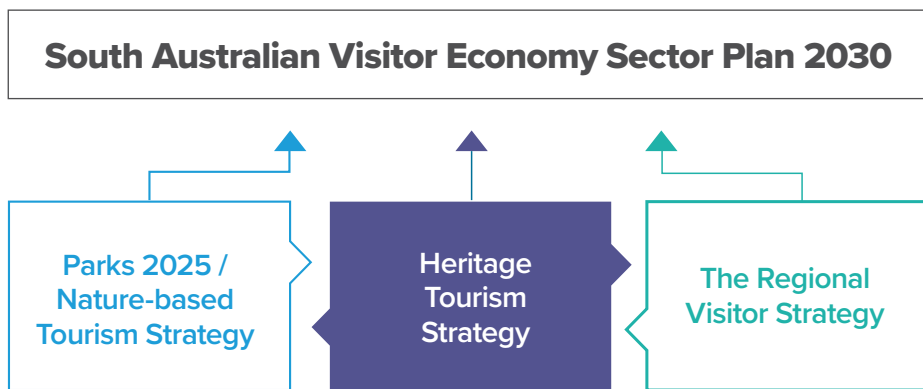 South Australian Visitor Economy Sector Plan 2030
Parks 2025 /
Nature-based
Tourism Strategy
Heritage
Tourism
Strategy
The Regional
Visitor Strategy